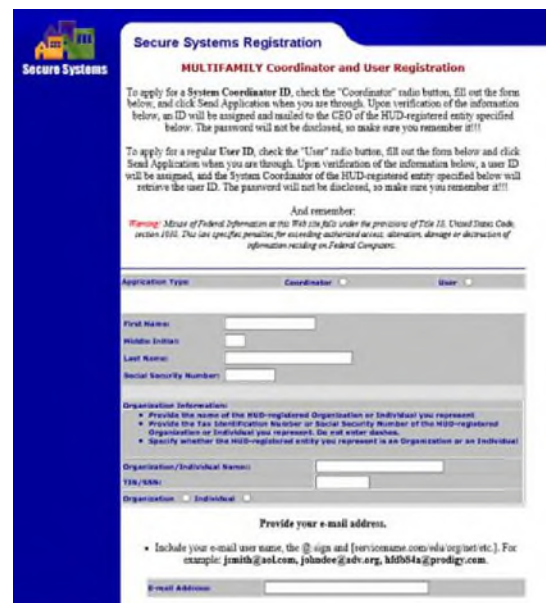 Secure Systems
Secure Systems Registration
MULTIFAMILY Coordinator and User Registration
To apply for a System Coordinator ID, check the "Coordinator" radio button, fill out the form
below, and click Send Application when you are through. Upon verification of the information
below, an ID will be assigned and mailed to the CEO of the HUD-registered entity specified
below. The password will not be disclosed, so make sure you remember it!!!
To apply for a regular User ID, check the "User" radio button, fill out the form below and click
Send Application when you are through. Upon verification of the information below, a user ID
will be assigned, and the System Coordinator of the HUD-registered entity specified below will
retrieve the user ID. The password will not be disclosed, so make sure you remember it!!!
And remember:
Warning! Misuse of Federal Information at this Web site falls under the provisions of Title 18, United States Code,
section 1030. This law specifies penalties for exceeding authorized access, alteration, damage or destruction of
information residing on Federal Computers.
Application Type Coordinator User
First Name:
Middle Initial:
Last Name:
Social Security Number:
Organization Information:
• Provide the name of the HUD-registered Organization or Individual you represent
• Provide the Tax Identification Number or Social Security Number of the HUD-registered
Organization or Individual you represent. Do not enter dashes.
• Specify whether the HUD-registered entity you represent is an Organization or an Individual
Organization/Individual Name:
TIN/SSN:
Organization Individual
Provide your e-mail address.
• Include your e-mail user name, the @ sign and [servicename.com/edu/org/net/etc.]. For
example: jsmith@aol.com, johndoe@adv.org, hfdb84a@prodigy.com.
E-mail Address: